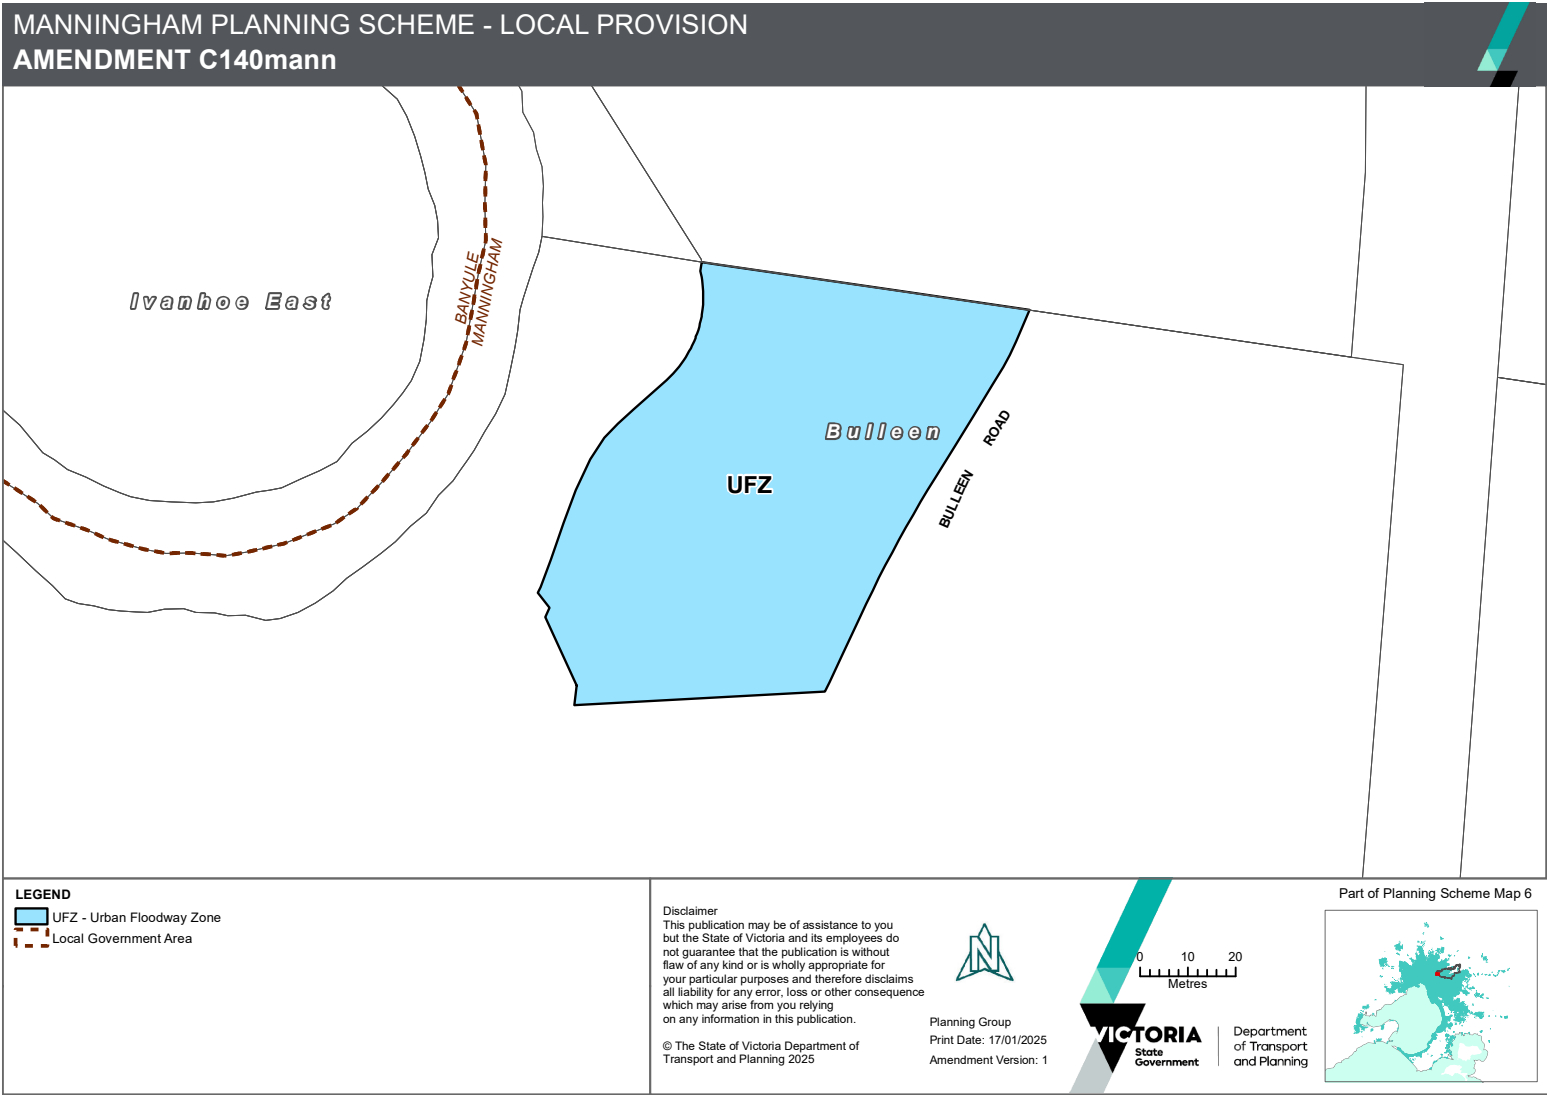 MANNINGHAM PLANNING SCHEME - LOCAL PROVISION
AMENDMENT C140mann
Ivanhoe East
BANYULE
MANNINGHAM
Bulleen
UFZ
BULLEEN ROAD
LEGEND
UFZ - Urban Floodway Zone
Local Government Area
Disclaimer
This publication may be of assistance to you
but the State of Victoria and its employees do
not guarantee that the publication is without
flaw of any kind or is wholly appropriate for
your particular purposes and therefore disclaims
all liability for any error, loss or other consequence
which may arise from you relying
on any information in this publication.
© The State of Victoria Department of
Transport and Planning 2025
N
Planning Group
Print Date: 17/01/2025
Amendment Version: 1
0 10 20
Metres
VICTORIA
State
Government
Department
of Transport
and Planning
Part of Planning Scheme Map 6